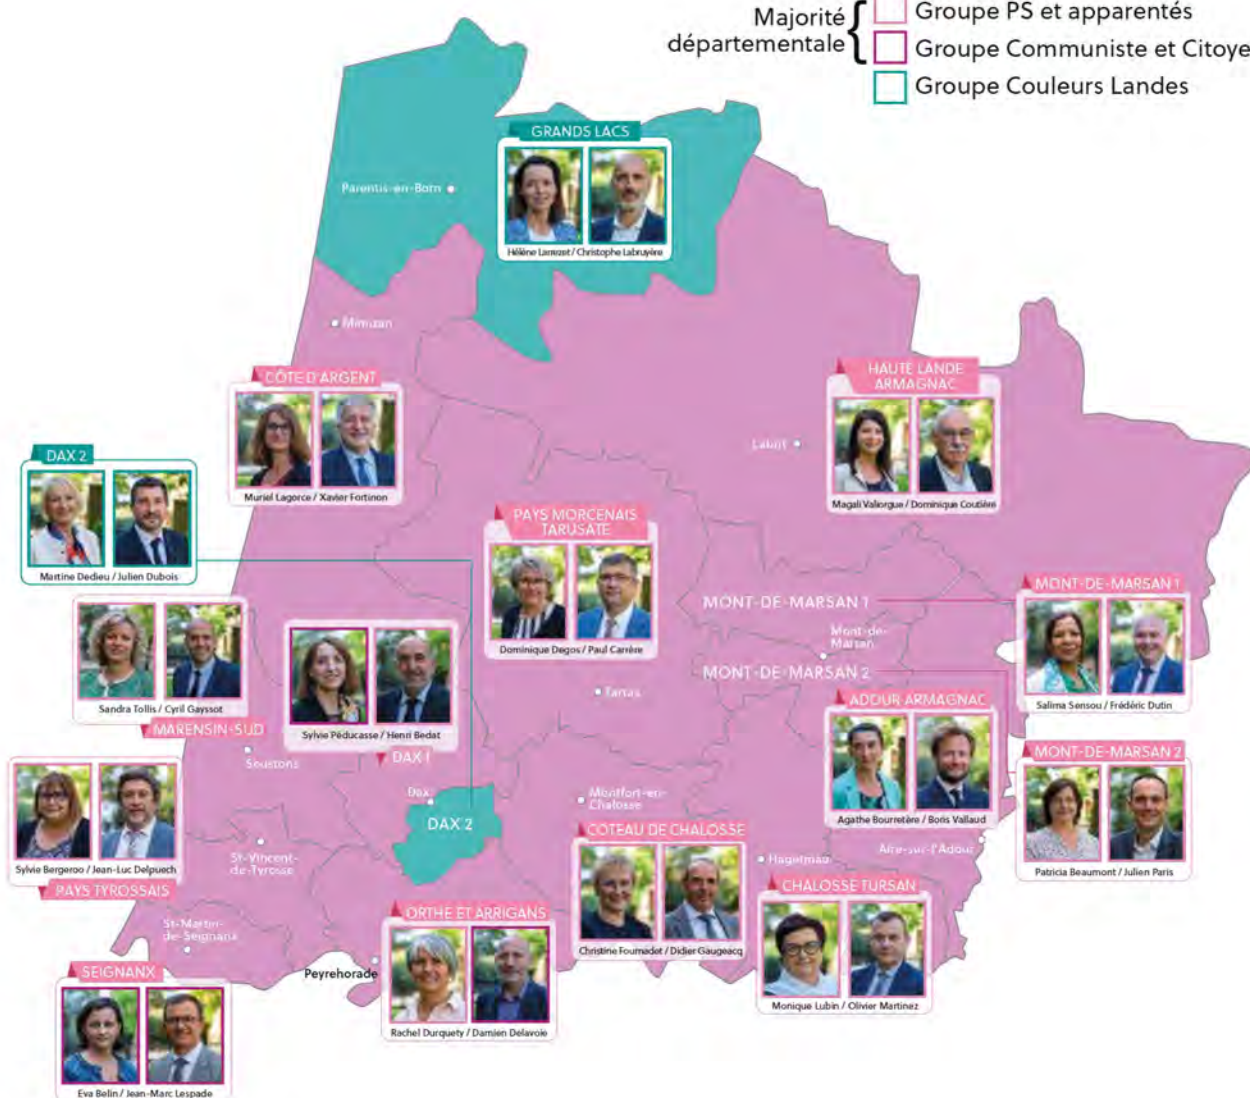 Majorité
départementale
Groupe PS et apparentés
Groupe Communiste et Citoye
Groupe Couleurs Landes
GRANDS LACS
Parentis-en-Born
Hélène Larrezet / Christophe Labruyère
Mimizan
CÔTE D'ARGENT
Muriel Lagorce / Xavier Fortinon
HAUTE LANDE
ARMAGNAC
Labrit
Magali Valiorgue / Dominique Coutière
DAX 2
Martine Dedieu / Julien Dubois
PAYS MORCENAIS
TARUSATE
Dominique Degos / Paul Carrère
MONT-DE-MARSAN 1
Mont-de-
Marsan
MONT-DE-MARSAN 2
MONT-DE-MARSAN 1
Salima Sensou / Frédéric Dutin
Sandra Tollis / Cyril Gayssot
MARENSIN-SUD
Sylvie Péducasse / Henri Bedat
DAX 1
Tartas
Soustons
ADOUR ARMAGNAC
Agathe Bourretère / Boris Vallaud
MONT-DE-MARSAN 2
Patricia Beaumont / Julien Paris
Sylvie Bergeroo / Jean-Luc Delpuech
PAYS TYROSSAIS
Dax
DAX 2
Montfort-en-
Chalosse
St-Vincent-
de-Tyrosse
COTEAU DE CHALOSSE
Christine Fournadet / Didier Gaugeacq
Hagetmau
Aire-sur-l'Adour
CHALOSSE TURSAN
Monique Lubin / Olivier Martinez
St-Martin-
de-Seignanx
ORTHE ET ARRIGANS
Peyrehorade
Rachel Durquety / Damien Delavoie
SEIGNANX
Eva Belin / Jean-Marc Lespade